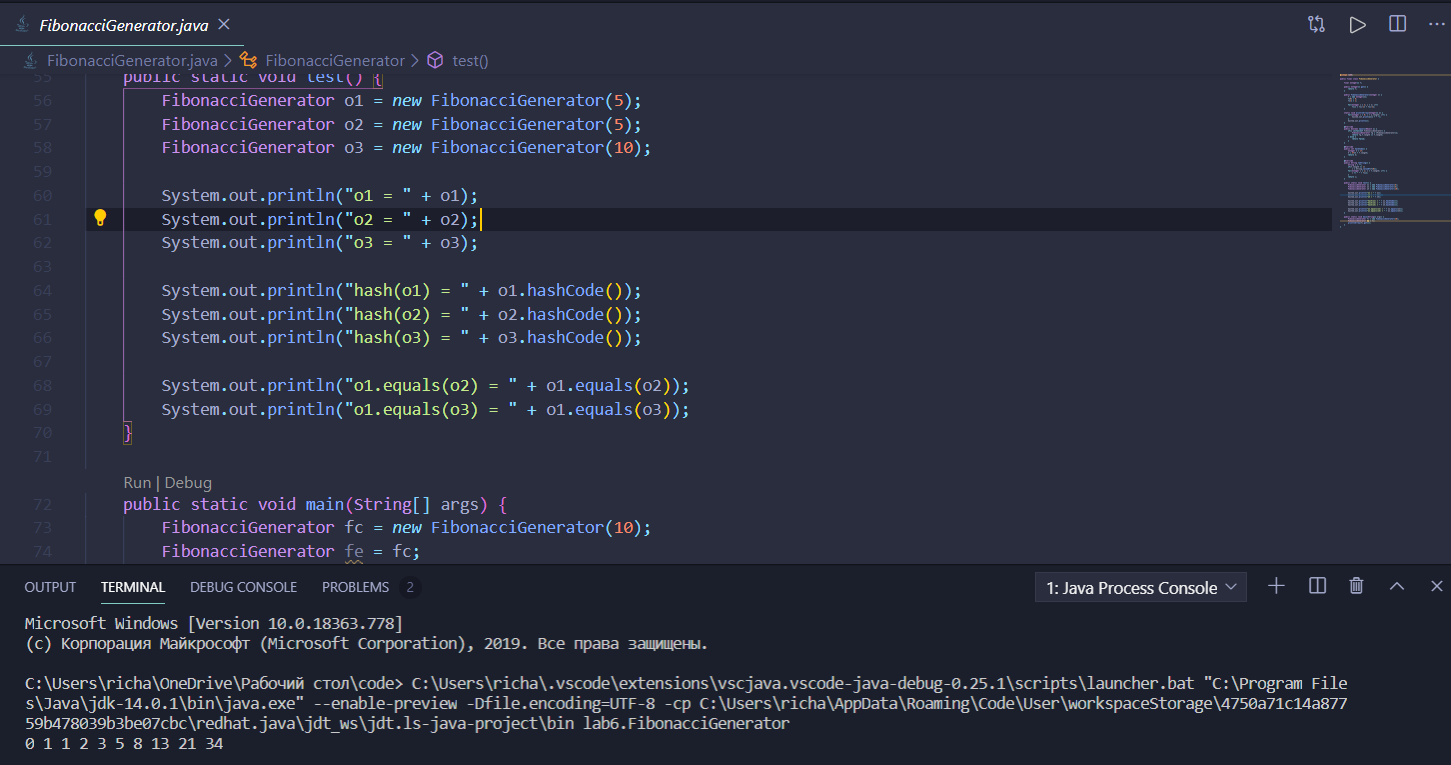 FibonacciGenerator.java
FibonacciGenerator.java > FibonacciGenerator > test()
55 public static void test() {
56 FibonacciGenerator o1 = new FibonacciGenerator(5);
57 FibonacciGenerator o2 = new FibonacciGenerator(5);
58 FibonacciGenerator o3 = new FibonacciGenerator(10);
59
60 System.out.println("o1 = " + o1);
61 System.out.println("o2 = " + o2);
62 System.out.println("o3 = " + o3);
63
64 System.out.println("hash(o1) = " + o1.hashCode());
65 System.out.println("hash(o2) = " + o2.hashCode());
66 System.out.println("hash(o3) = " + o3.hashCode());
67
68 System.out.println("o1.equals(o2) = " + o1.equals(o2));
69 System.out.println("o1.equals(o3) = " + o1.equals(o3));
70 }
71
Run | Debug
72 public static void main(String[] args) {
73 FibonacciGenerator fc = new FibonacciGenerator(10);
74 FibonacciGenerator fe = fc;
OUTPUT TERMINAL DEBUG CONSOLE PROBLEMS 2 1: Java Process Console
Microsoft Windows [Version 10.0.18363.778]
(c) Корпорация Майкрософт (Microsoft Corporation), 2019. Все права защищены.
C:\Users\richa\OneDrive\Рабочий стол\code> C:\Users\richa\.vscode\extensions\vscjava.vscode-java-debug-0.25.1\scripts\launcher.bat "C:\Program File
s\Java\jdk-14.0.1\bin\java.exe" --enable-preview -Dfile.encoding=UTF-8 -cp C:\Users\richa\AppData\Roaming\Code\User\workspaceStorage\4750a71c14a877
59b478039b3be07cbc\redhat.java\jdt_ws\jdt.ls-java-project\bin lab6.FibonacciGenerator
0 1 1 2 3 5 8 13 21 34